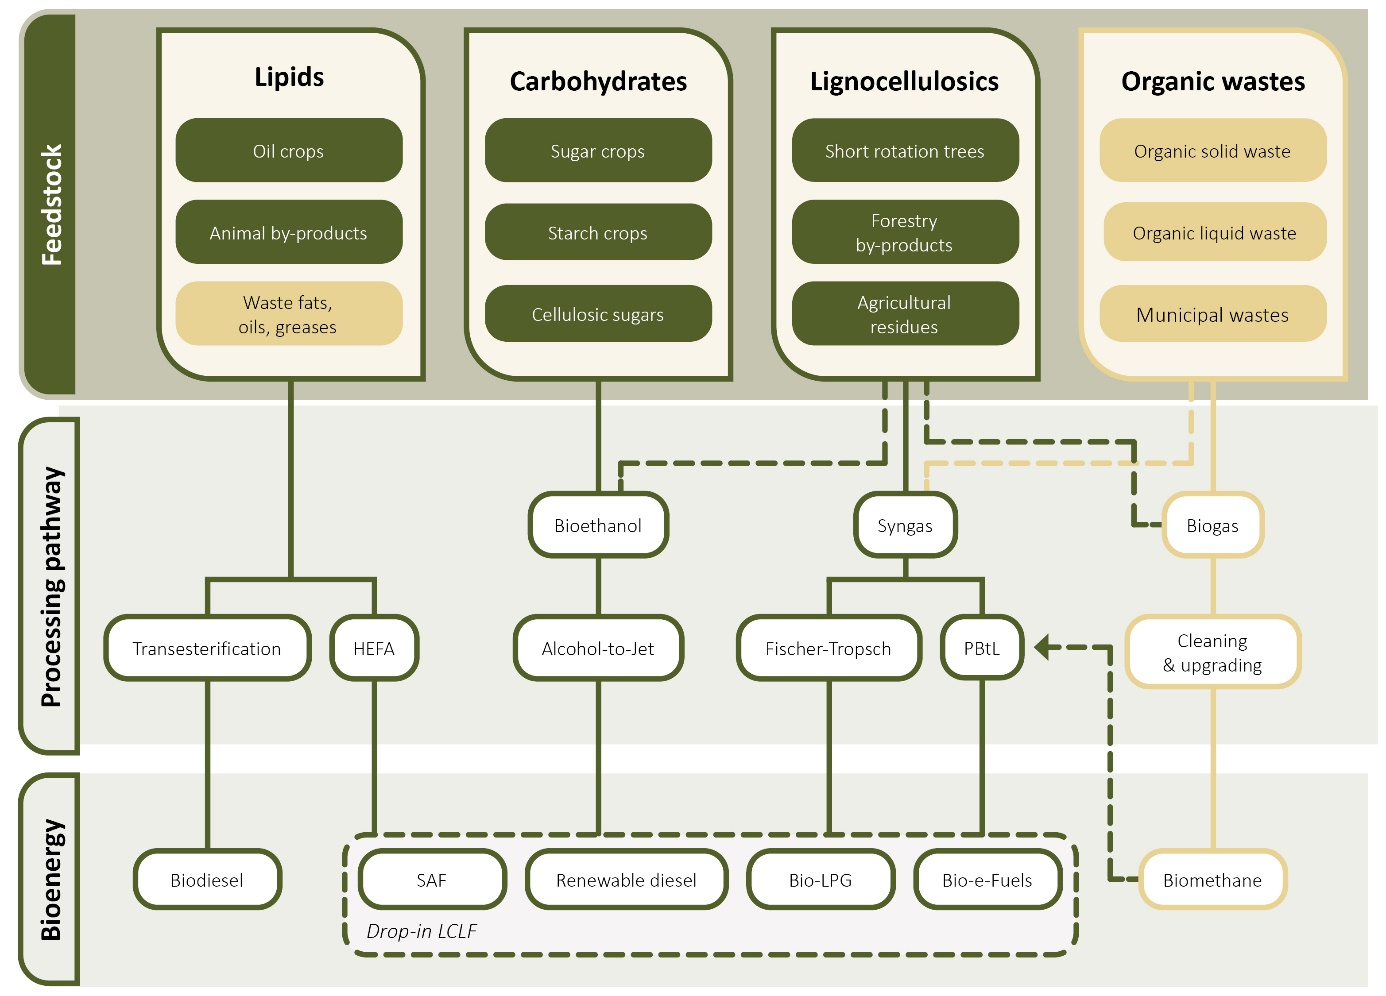 Feedstock
Lipids
Oil crops
Animal by-products
Waste fats,
oils, greases
Carbohydrates
Sugar crops
Starch crops
Cellulosic sugars
Lignocellulosics
Short rotation trees
Forestry
by-products
Agricultural
residues
Organic wastes
Organic solid waste
Organic liquid waste
Municipal wastes
Processing pathway
Bioethanol
Syngas
Biogas
Transesterification
HEFA
Alcohol-to-Jet
Fischer-Tropsch
PBtL
Cleaning
& upgrading
Bioenergy
Biodiesel
SAF
Renewable diesel
Bio-LPG
Bio-e-Fuels
Biomethane
Drop-in LCLF